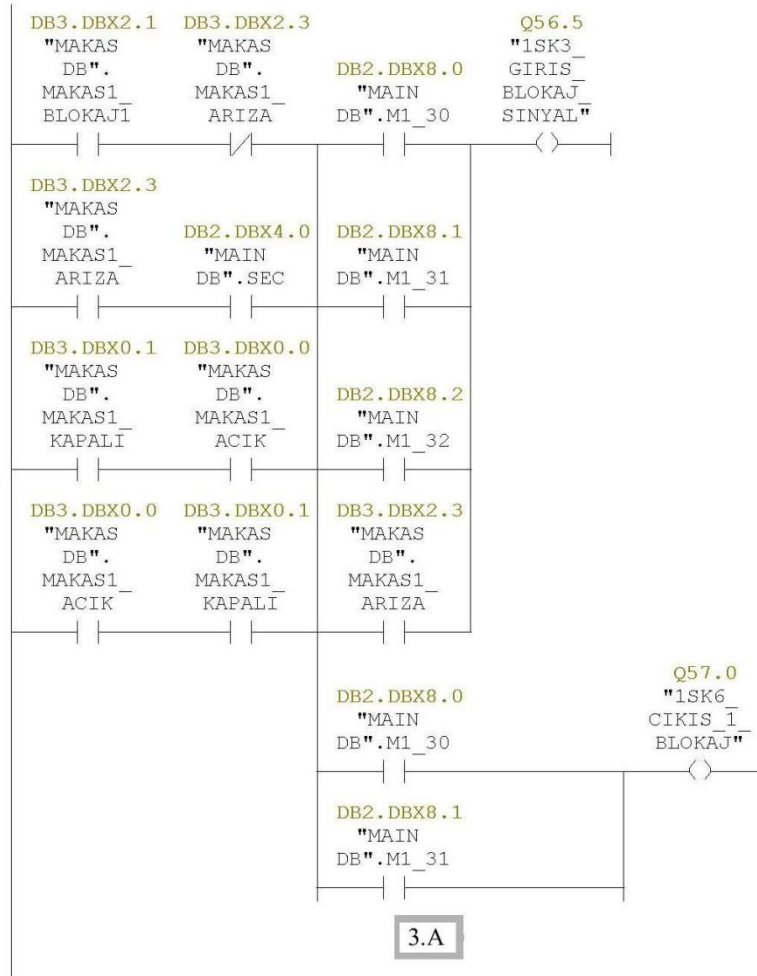 DB3.DBX2.1 DB3.DBX2.3 Q56.5
"MAKAS "MAKAS "1SK3_
DB". DB". DB2.DBX8.0 GIRIS_
MAKAS1_ MAKAS1_ "MAIN BLOKAJ_
BLOKAJ1 ARIZA DB".M1_30 SINYAL"
DB3.DBX2.3
"MAKAS
DB". DB2.DBX4.0 DB2.DBX8.1
MAKAS1_ "MAIN "MAIN
ARIZA DB".SEC DB".M1_31
DB3.DBX0.1 DB3.DBX0.0
"MAKAS "MAKAS
DB". DB". DB2.DBX8.2
MAKAS1_ MAKAS1_ "MAIN
KAPALI ACIK DB".M1_32
DB3.DBX0.0 DB3.DBX0.1 DB3.DBX2.3
"MAKAS "MAKAS "MAKAS
DB". DB". DB".
MAKAS1_ MAKAS1_ MAKAS1_
ACIK KAPALI ARIZA
Q57.0
DB2.DBX8.0 "1SK6_
"MAIN CIKIS_1_
DB".M1_30 BLOKAJ"
DB2.DBX8.1
"MAIN
DB".M1_31
3.A